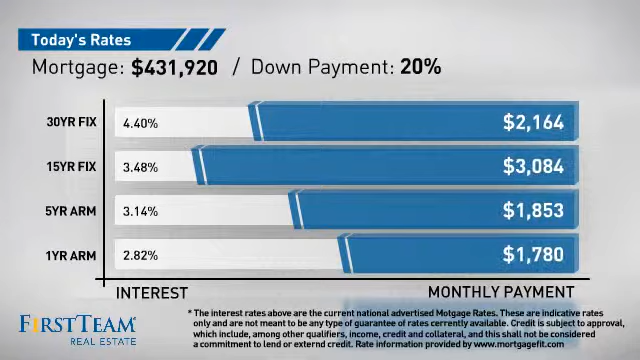 Today's Rates
Mortgage: $431,920 / Down Payment: 20%
30YR FIX 4.40% $2,164
15YR FIX 3.48% $3,084
5YR ARM 3.14% $1,853
1YR ARM 2.82% $1,780
INTEREST MONTHLY PAYMENT
FIRSTTEAM®
REAL ESTATE
* The interest rates above are the current national advertised Motgage Rates. These are indicative rates
only and are not meant to be any type of guarantee of rates cerrently available. Credit is subject to approval,
which include, among other qualifiers, income, credit and collateral, and this shall not be considered
a commitment to lend or externd credit. Rate information provided by www.mortgagefit.com